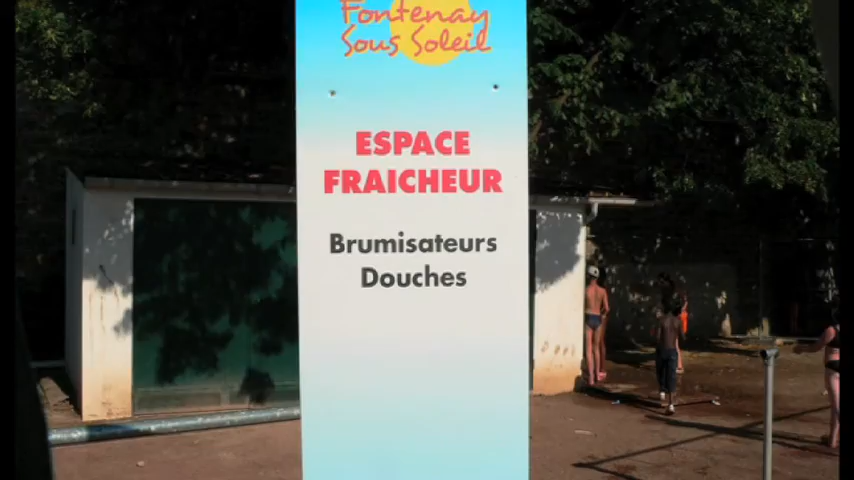 Fontenay
Sous Soleil
ESPACE
FRAICHEUR
Brumisateurs
Douches